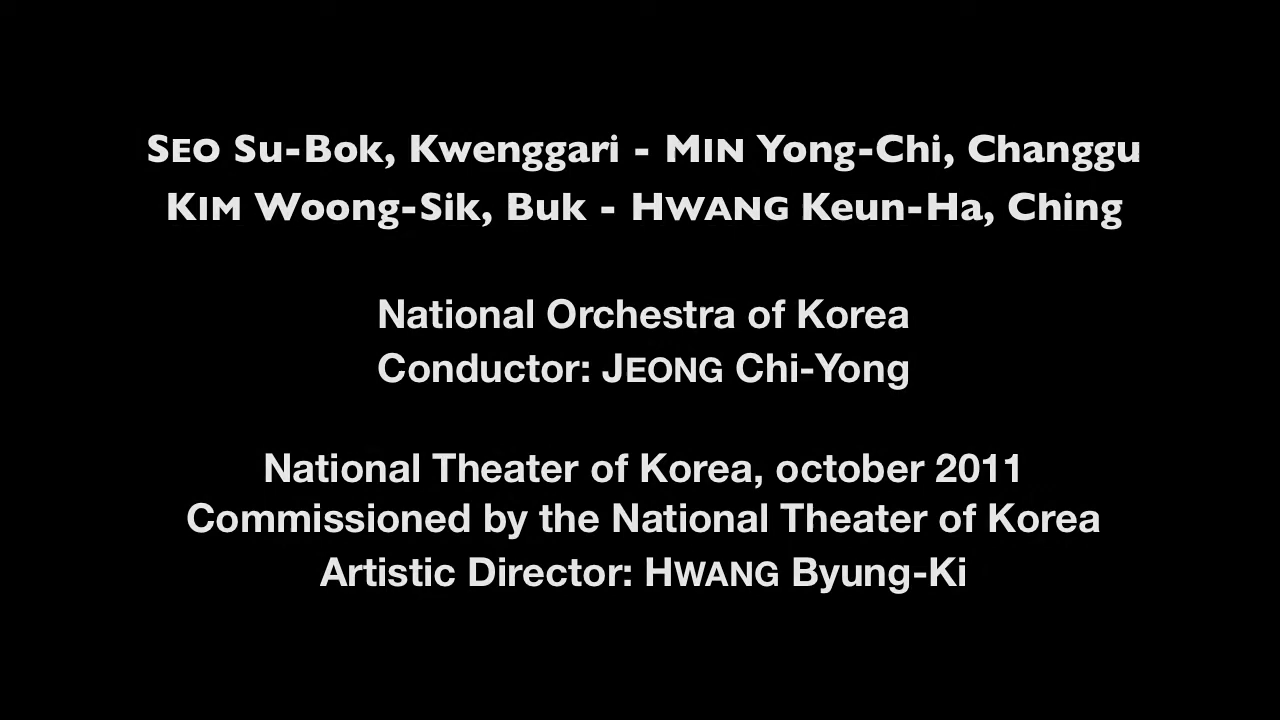 SEO Su-Bok, Kwenggari - MIN Yong-Chi, Changgu
KIM Woong-Sik, Buk - HWANG Keun-Ha, Ching
National Orchestra of Korea
Conductor: JEONG Chi-Yong
National Theater of Korea, october 2011
Commissioned by the National Theater of Korea
Artistic Director: HWANG Byung-Ki